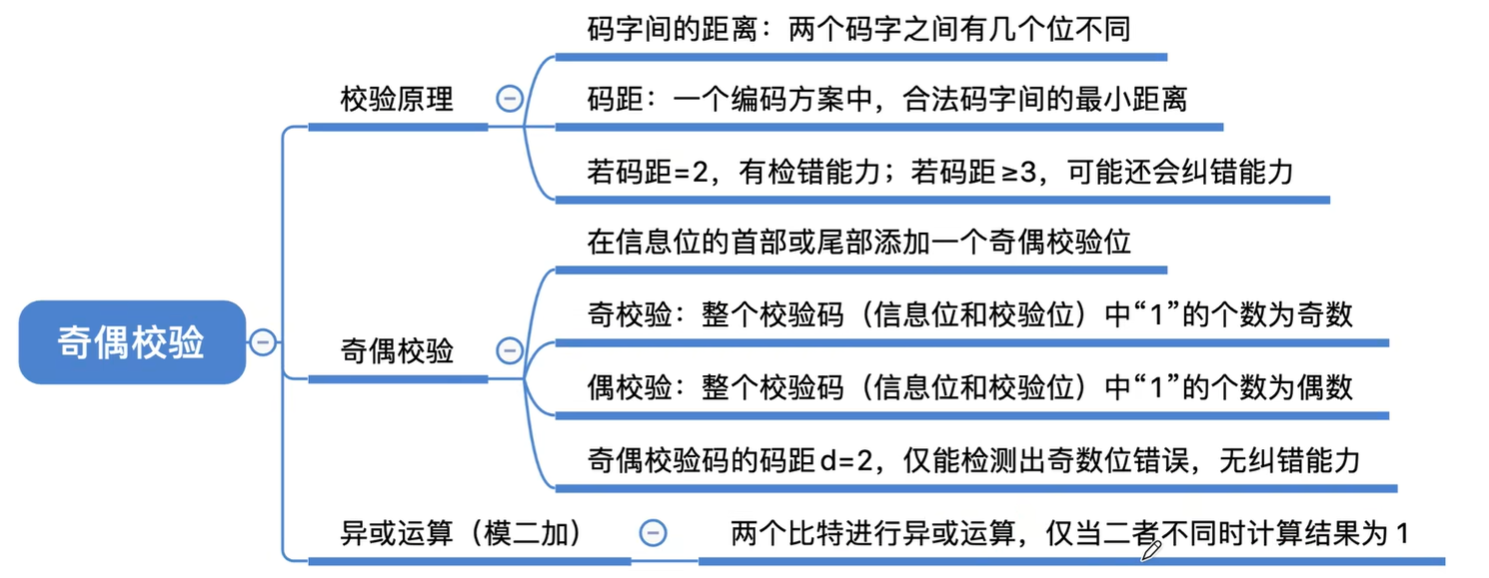 码字间的距离：两个码字之间有几个位不同
校验原理
码距：一个编码方案中，合法码字间的最小距离
若码距=2，有检错能力；若码距≥3，可能还会纠错能力
在信息位的首部或尾部添加一个奇偶校验位
奇校验：整个校验码（信息位和校验位）中“1”的个数为奇数
奇偶校验
奇偶校验
偶校验：整个校验码（信息位和校验位）中“1”的个数为偶数
奇偶校验码的码距d=2，仅能检测出奇数位错误，无纠错能力
异或运算（模二加）
两个比特进行异或运算，仅当二者不同时计算结果为1